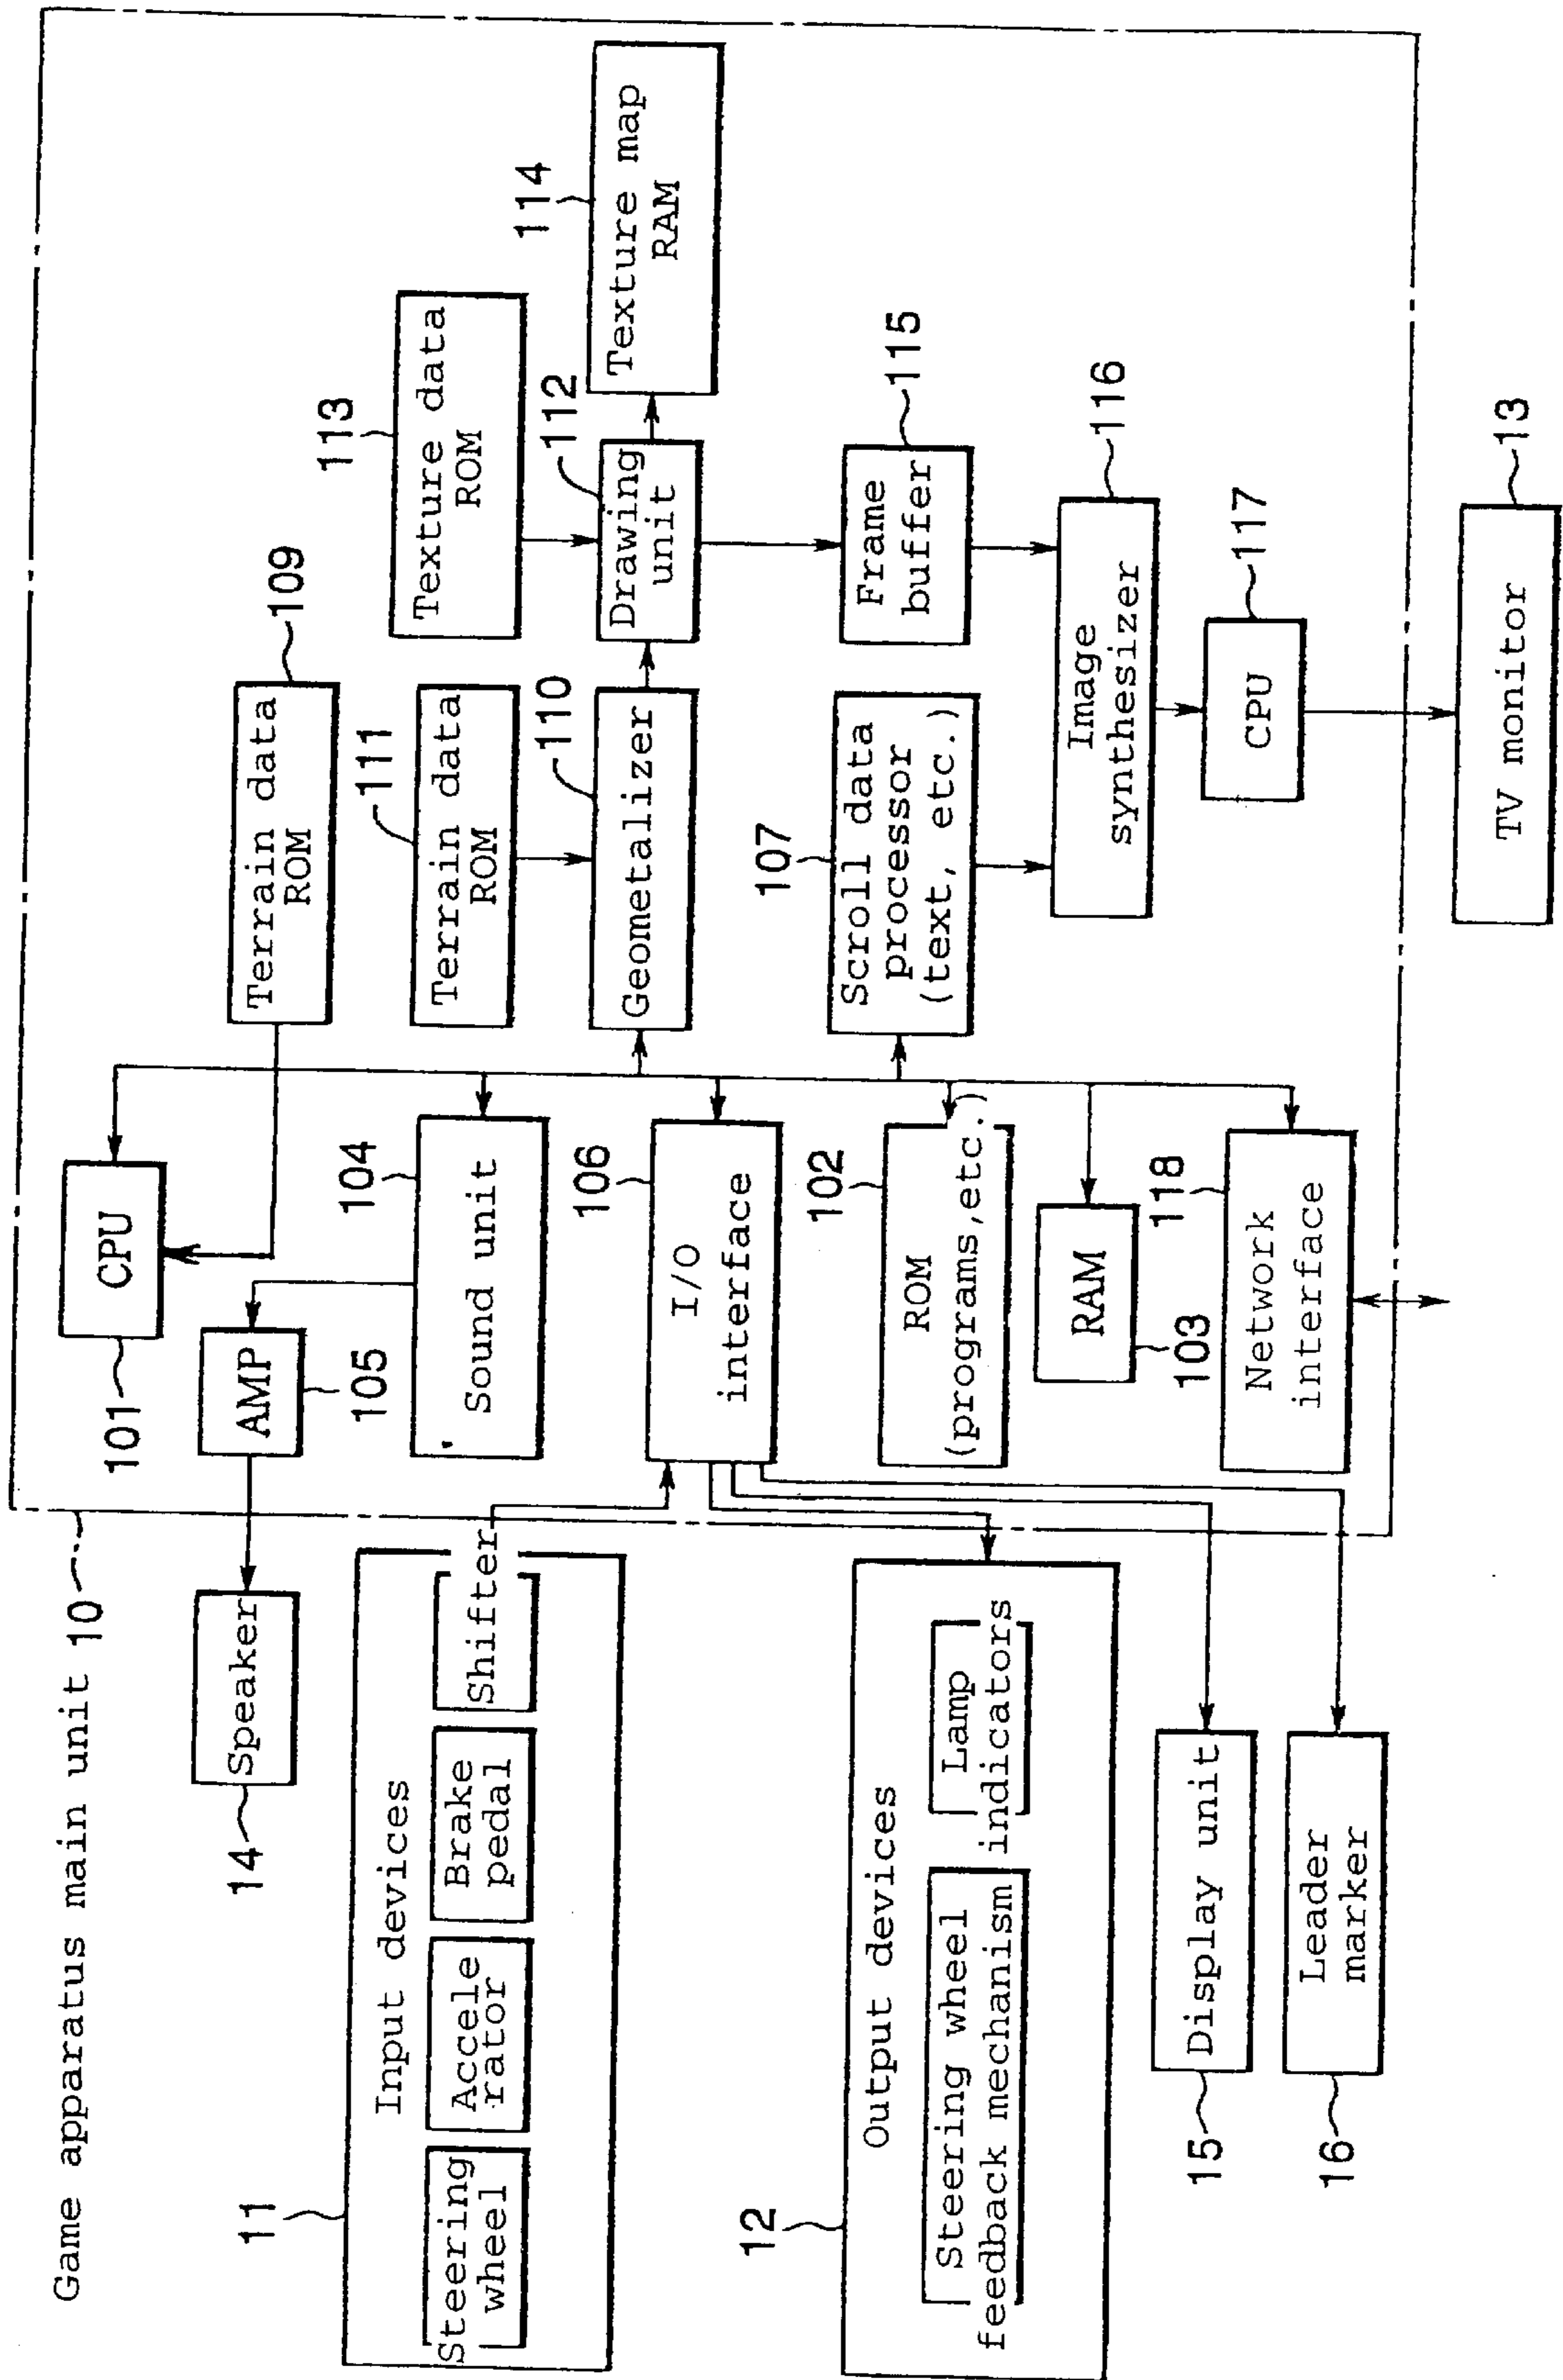 Game apparatus main unit 10
101
CPU
Terrain data
ROM
109
14
Speaker
AMP
105
104
Sound unit
111
Terrain data
ROM
113
Texture data
ROM
11
Input devices
Steering
wheel
Accele
rator
Brake
pedal
Shifter
106
I/O
interface
110
Geometalizer
112
Drawing
unit
114
Texture map
RAM
12
Output devices
Steering wheel
feedback mechanism
Lamp
indicators
102
ROM
(programs,etc.)
107
Scroll data
processor
(text, etc.)
Frame
buffer
115
103
RAM
Image
synthesizer
116
15
Display unit
118
Network
interface
CPU
117
16
Leader
marker
TV monitor
13